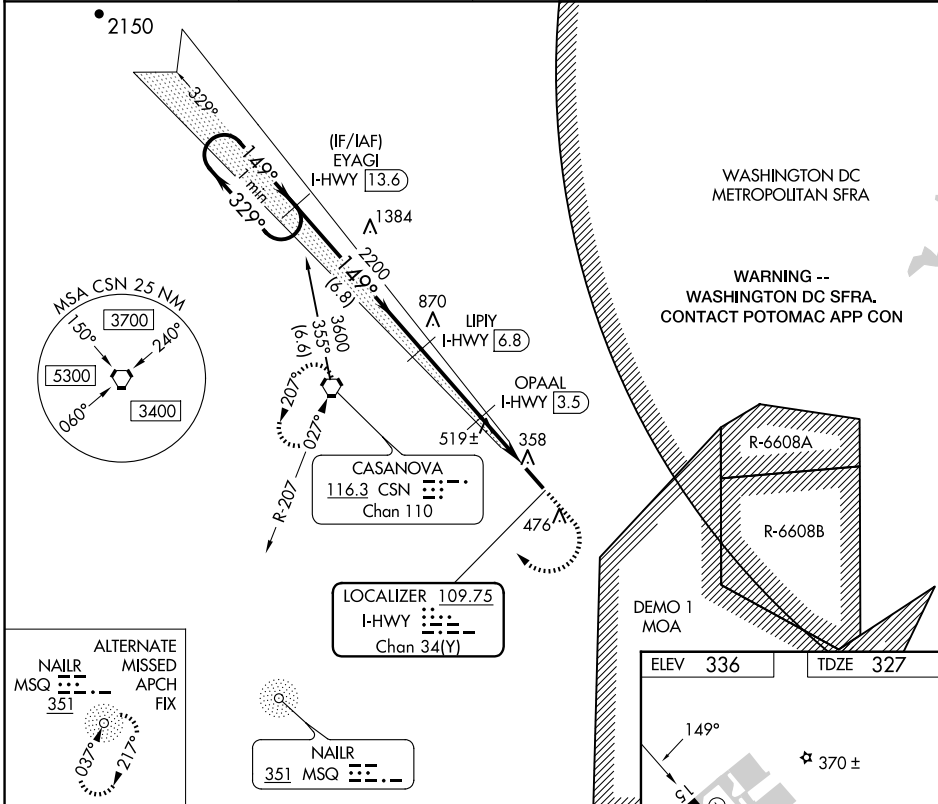 2150
329°
(IF/IAF)
EYAGI
I-HWY 13.6
149°
1 min
329°
1384
2200
149°
(6.8)
WASHINGTON DC
METROPOLITAN SFRA
WARNING --
WASHINGTON DC SFRA.
CONTACT POTOMAC APP CON
MSA CSN 25 NM
3700
150°
240°
5300
060°
3400
3600
355°
(6.6)
870
LIPIY
I-HWY 6.8
OPAAL
I-HWY 3.5
207°
027°
519±
358
R-207
CASANOVA
116.3 CSN
Chan 110
476
R-6608A
R-6608B
LOCALIZER 109.75
I-HWY
Chan 34(Y)
DEMO 1
MOA
ALTERNATE
MISSED
APCH
FIX
NAILR
MSQ
351
037°
217°
NAILR
351 MSQ
ELEV 336
TDZE 327
149°
370 ±
15